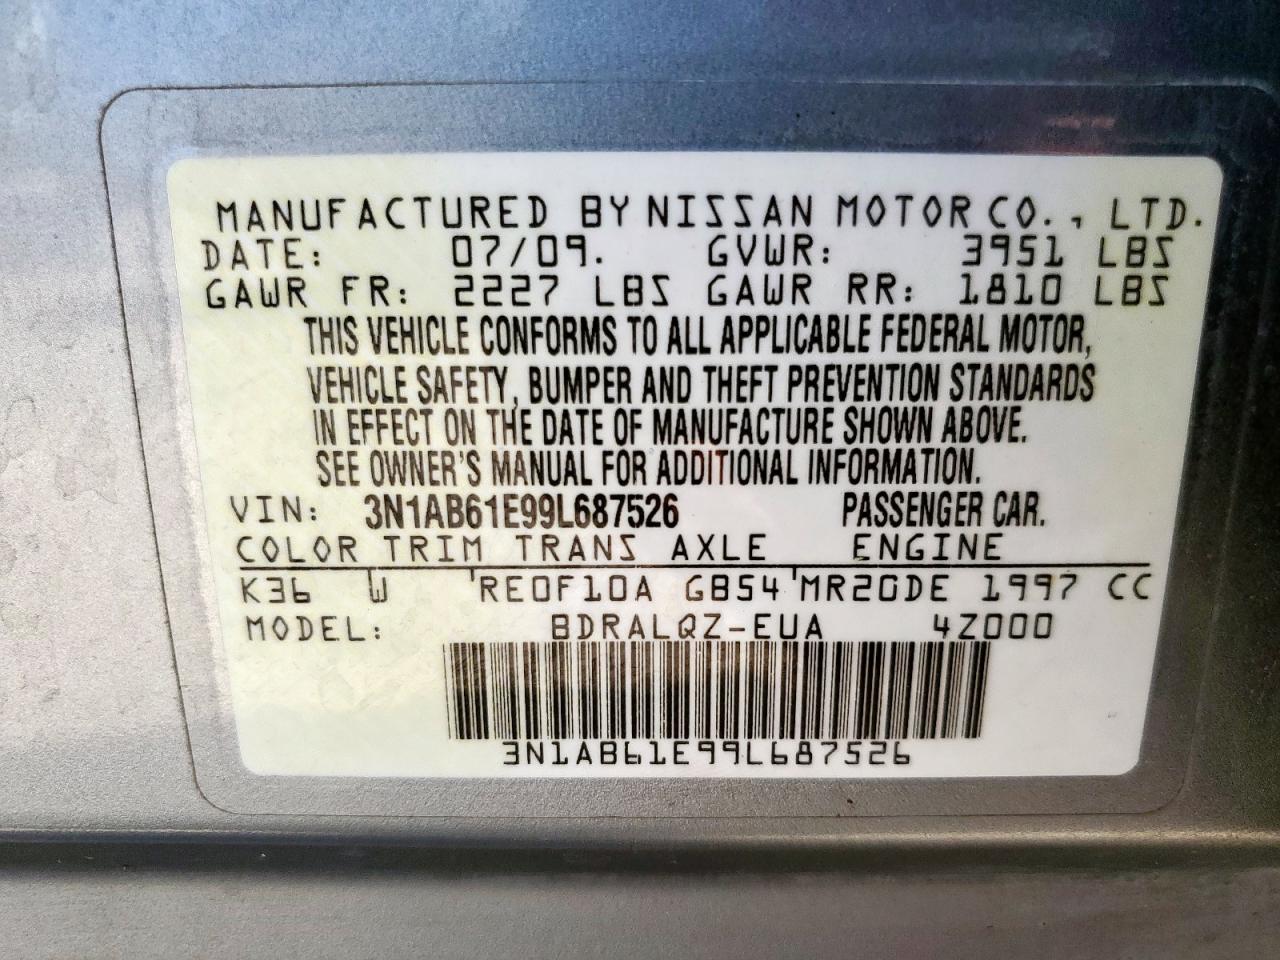 MANUFACTURED BY NISSAN MOTOR CO., LTD.
DATE: 07/09. GVWR: 3951 LBS
GAWR FR: 2227 LBS GAWR RR: 1810 LBS
THIS VEHICLE CONFORMS TO ALL APPLICABLE FEDERAL MOTOR,
VEHICLE SAFETY, BUMPER AND THEFT PREVENTION STANDARDS
IN EFFECT ON THE DATE OF MANUFACTURE SHOWN ABOVE.
SEE OWNER'S MANUAL FOR ADDITIONAL INFORMATION.
VIN: 3N1AB61E99L687526 PASSENGER CAR.
COLOR TRIM TRANS AXLE ENGINE
K36 W RE0F10A GB54 MR20DE 1997 CC
MODEL: BDRALQZ-EUA 4Z000
3N1AB61E99L687526